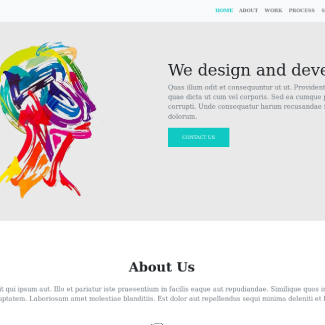 HOME ABOUT WORK PROCESS S
We design and deve
Quas illum odit et consequuntur ut ut. Provident
quae dicta ut cum vel corporis. Sed ea cumque p
corrupti. Unde consequatur harum recusandae i
dolorum.
CONTACT US
About Us
it qui ipsum aut. Illo et pariatur iste praesentium in facilis eaque aut repudiandae. Similique quos i
uptatem. Laboriosam amet molestiae blanditiis. Est dolor aut repellendus sequi minima deleniti et l